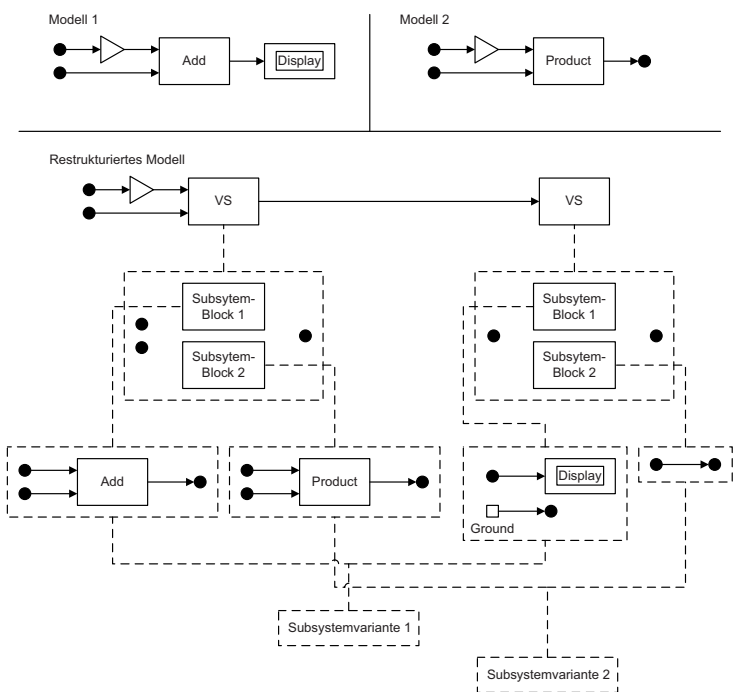 Modell 1
Modell 2
Add
Display
Product
Restrukturiertes Modell
VS
VS
Subsytem-
Block 1
Subsytem-
Block 2
Subsytem-
Block 1
Subsytem-
Block 2
Add
Product
Display
Ground
Subsystemvariante 1
Subsystemvariante 2